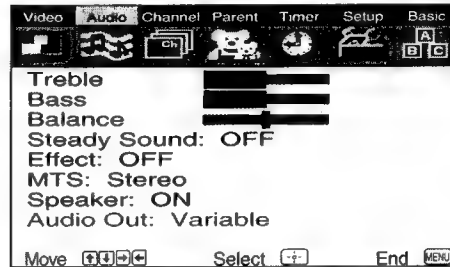 Video Audio Channel Parent Timer Setup Basic
Ch
A
B C
Treble
Bass
Balance
Steady Sound: OFF
Effect: OFF
MTS: Stereo
Speaker: ON
Audio Out: Variable
Move Select End MENU